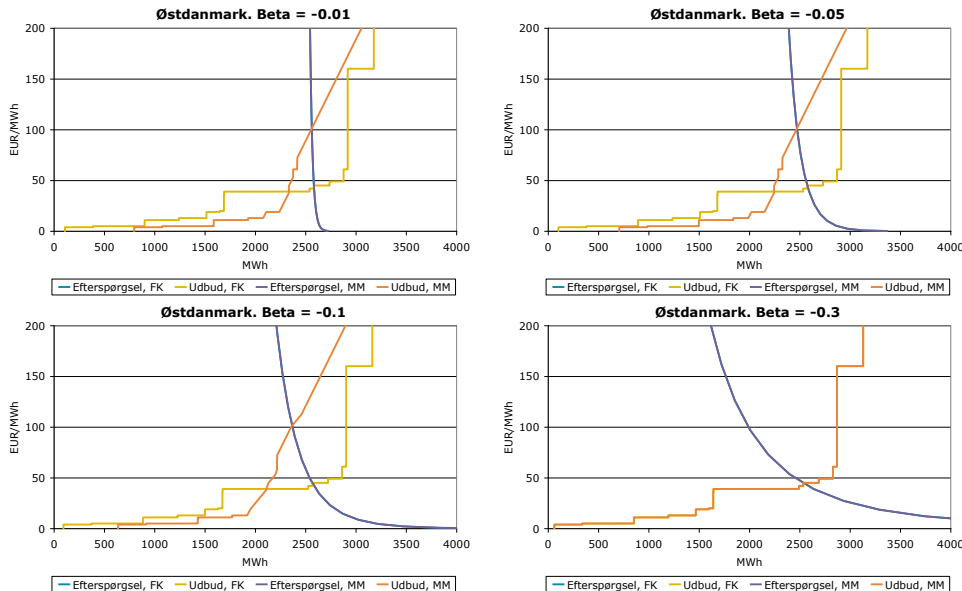 Østdanmark. Beta = -0.01
200
150
100
50
0
EUR/MWh
0 500 1000 1500 2000 2500 3000 3500 4000
MWh
Efterspørgsel, FK Udbud, FK Efterspørgsel, MM Udbud, MM
Østdanmark. Beta = -0.05
200
150
100
50
0
EUR/MWh
0 500 1000 1500 2000 2500 3000 3500 4000
MWh
Efterspørgsel, FK Udbud, FK Efterspørgsel, MM Udbud, MM
Østdanmark. Beta = -0.1
200
150
100
50
0
EUR/MWh
0 500 1000 1500 2000 2500 3000 3500 4000
MWh
Efterspørgsel, FK Udbud, FK Efterspørgsel, MM Udbud, MM
Østdanmark. Beta = -0.3
200
150
100
50
0
EUR/MWh
0 500 1000 1500 2000 2500 3000 3500 4000
MWh
Efterspørgsel, FK Udbud, FK Efterspørgsel, MM Udbud, MM